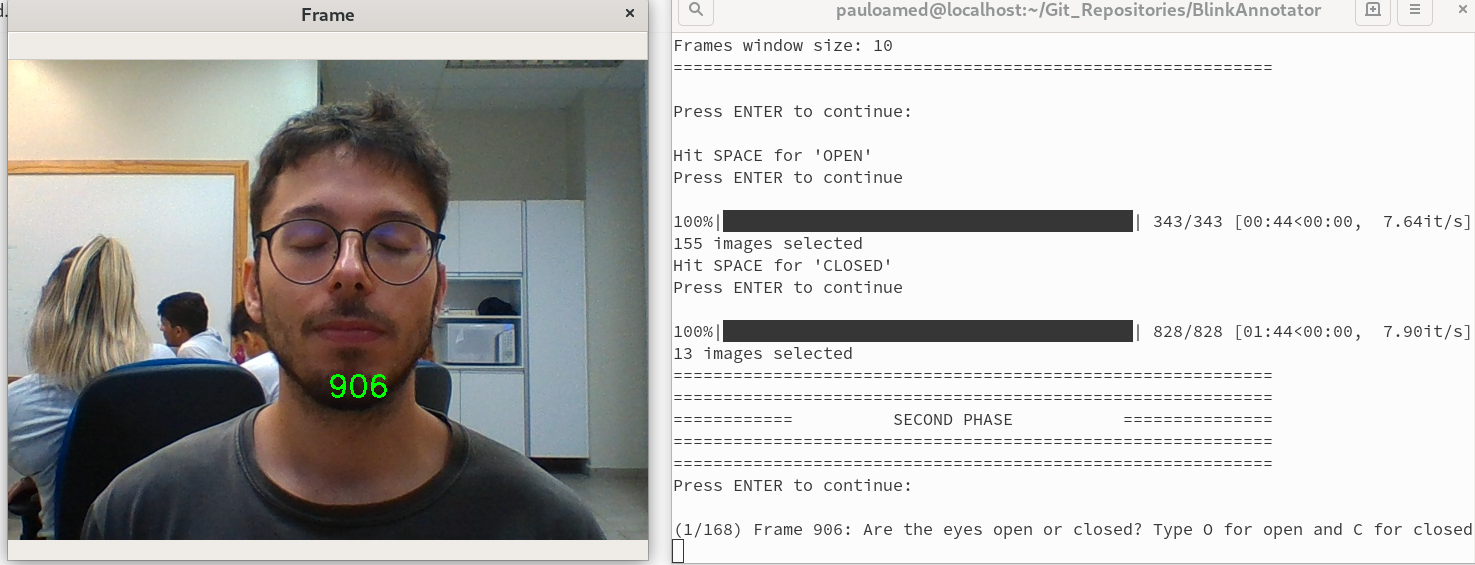 Frame ×
906
pauloamed@localhost:~/Git_Repositories/BlinkAnnotator
Frames window size: 10
============================================================
Press ENTER to continue:
Hit SPACE for 'OPEN'
Press ENTER to continue
100%|██████████| 343/343 [00:44<00:00,  7.64it/s]
155 images selected
Hit SPACE for 'CLOSED'
Press ENTER to continue
100%|██████████| 828/828 [01:44<00:00,  7.90it/s]
13 images selected
============================================================
============================================================
============          SECOND PHASE           ===============
============================================================
============================================================
Press ENTER to continue:
(1/168) Frame 906: Are the eyes open or closed? Type O for open and C for closed